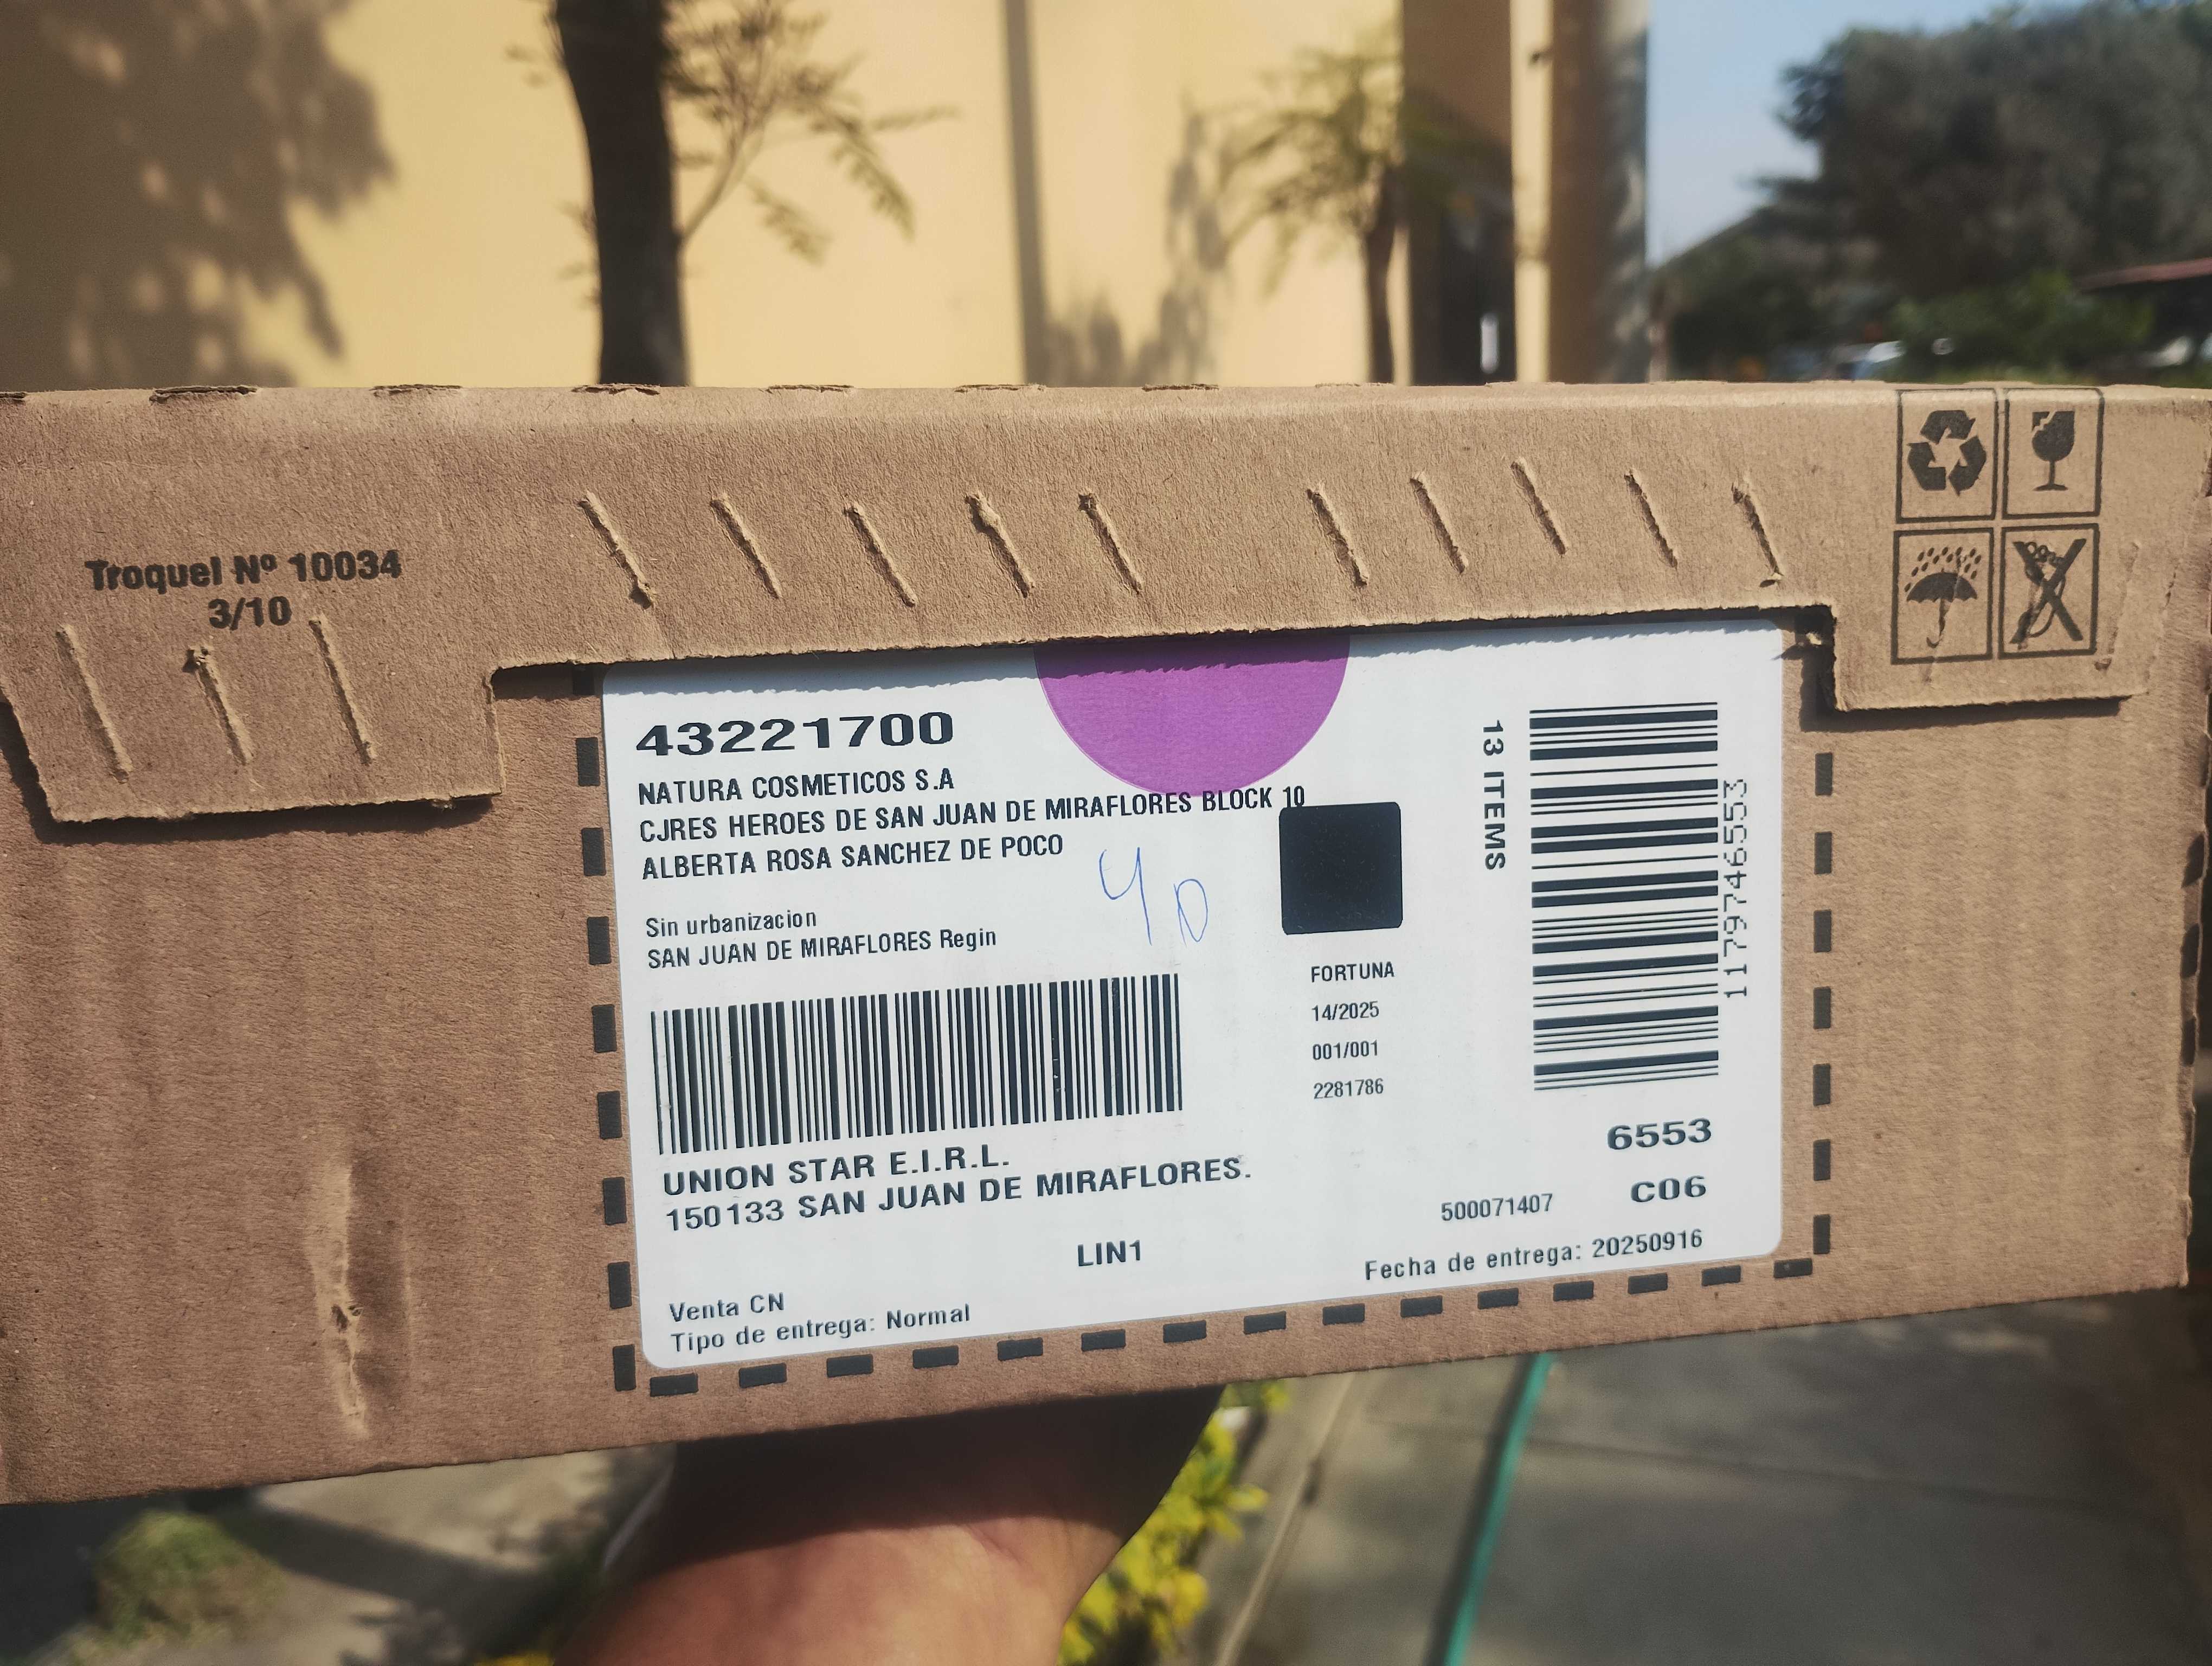 Troquel Nº 10034
3/10
43221700
NATURA COSMETICOS S.A
CJRES HEROES DE SAN JUAN DE MIRAFLORES BLOCK 10
ALBERTA ROSA SANCHEZ DE POCO
Sin urbanizacion
SAN JUAN DE MIRAFLORES Regin
UNION STAR E.I.R.L.
150133 SAN JUAN DE MIRAFLORES.
LIN1
Venta CN
Tipo de entrega: Normal
FORTUNA
14/2025
001/001
2281786
13 ITEMS
1179746553
6553
C06
500071407
Fecha de entrega: 20250916